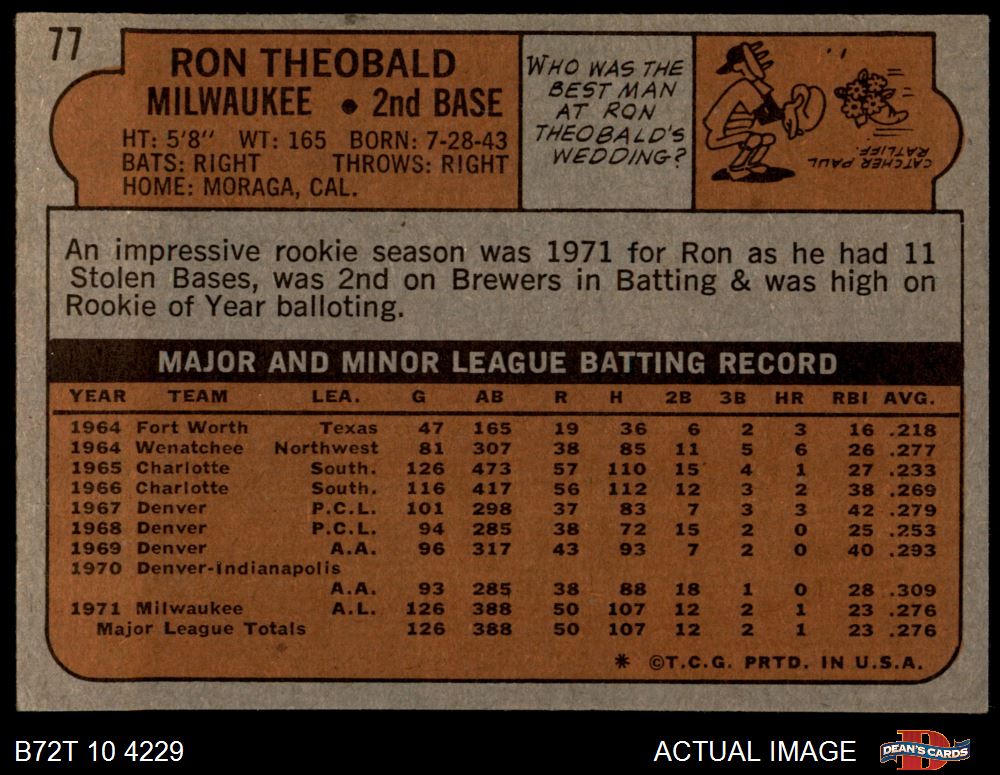 77
RON THEOBALD
MILWAUKEE • 2nd BASE
HT: 5'8" WT: 165 BORN: 7-28-43
BATS: RIGHT THROWS: RIGHT
HOME: MORAGA, CAL.
WHO WAS THE
BEST MAN
AT RON
THEOBALD'S
WEDDING?
CATCHER PAUL
RATLIFF.
An impressive rookie season was 1971 for Ron as he had 11
Stolen Bases, was 2nd on Brewers in Batting & was high on
Rookie of Year balloting.
MAJOR AND MINOR LEAGUE BATTING RECORD
YEAR TEAM LEA. G AB R H 2B 3B HR RBI AVG.
1964 Fort Worth Texas 47 165 19 36 6 2 3 16 .218
1964 Wenatchee Northwest 81 307 38 85 11 5 6 26 .277
1965 Charlotte South. 126 473 57 110 15 4 1 27 .233
1966 Charlotte South. 116 417 56 112 12 3 2 38 .269
1967 Denver P.C.L. 101 298 37 83 7 3 3 42 .279
1968 Denver P.C.L. 94 285 38 72 15 2 0 25 .253
1969 Denver A.A. 96 317 43 93 7 2 0 40 .293
1970 Denver-Indianapolis
A.A. 93 285 38 88 18 1 0 28 .309
1971 Milwaukee A.L. 126 388 50 107 12 2 1 23 .276
Major League Totals 126 388 50 107 12 2 1 23 .276
* ©T.C.G. PRTD. IN U.S.A.
B72T 10 4229 ACTUAL IMAGE DEAN'S CARDS